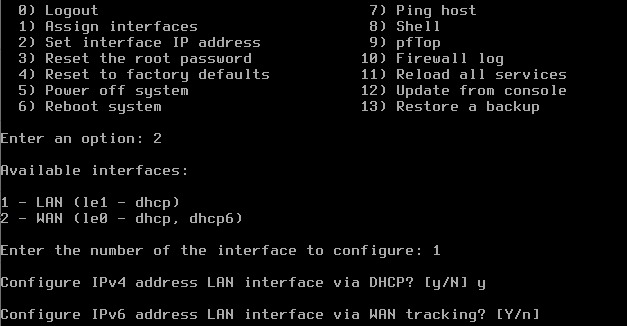 0) Logout                              7) Ping host
1) Assign interfaces                   8) Shell
2) Set interface IP address            9) pfTop
3) Reset the root password            10) Firewall log
4) Reset to factory defaults          11) Reload all services
5) Power off system                   12) Update from console
6) Reboot system                      13) Restore a backup
Enter an option: 2
Available interfaces:
1 - LAN (le1 - dhcp)
2 - WAN (le0 - dhcp, dhcp6)
Enter the number of the interface to configure: 1
Configure IPv4 address LAN interface via DHCP? [y/N] y
Configure IPv6 address LAN interface via WAN tracking? [Y/n]